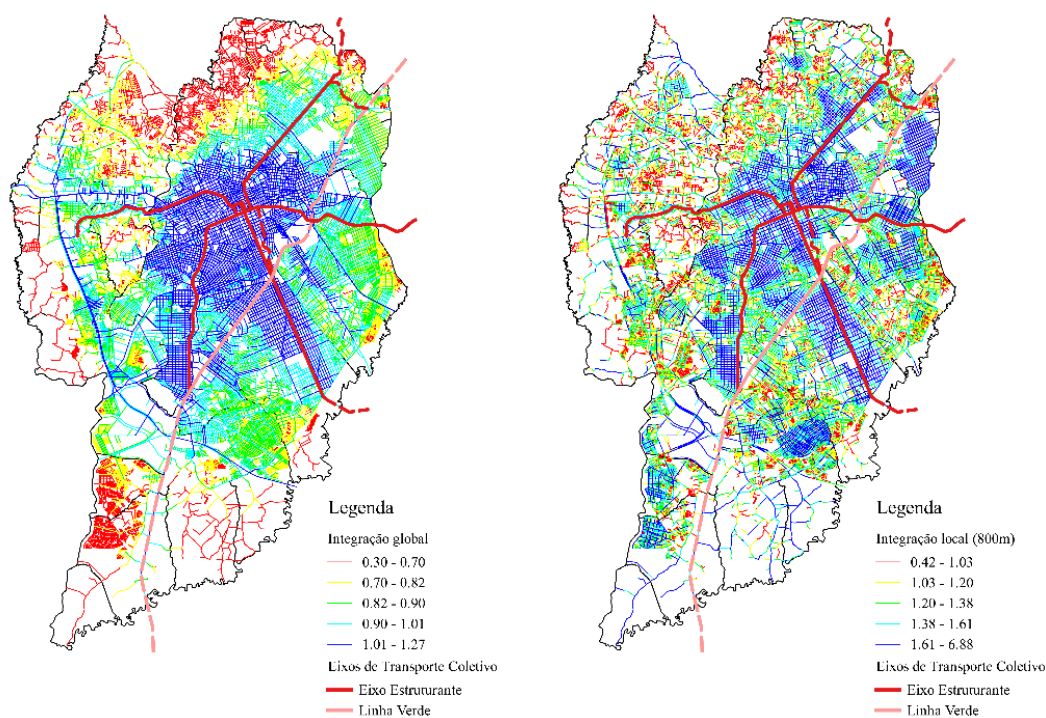 Legenda
Integração global
0.30 - 0.70
0.70 - 0.82
0.82 - 0.90
0.90 - 1.01
1.01 - 1.27
Eixos de Transporte Coletivo
Eixo Estruturante
Linha Verde
Legenda
Integração local (800m)
0.42 - 1.03
1.03 - 1.20
1.20 - 1.38
1.38 - 1.61
1.61 - 6.88
Eixos de Transporte Coletivo
Eixo Estruturante
Linha Verde